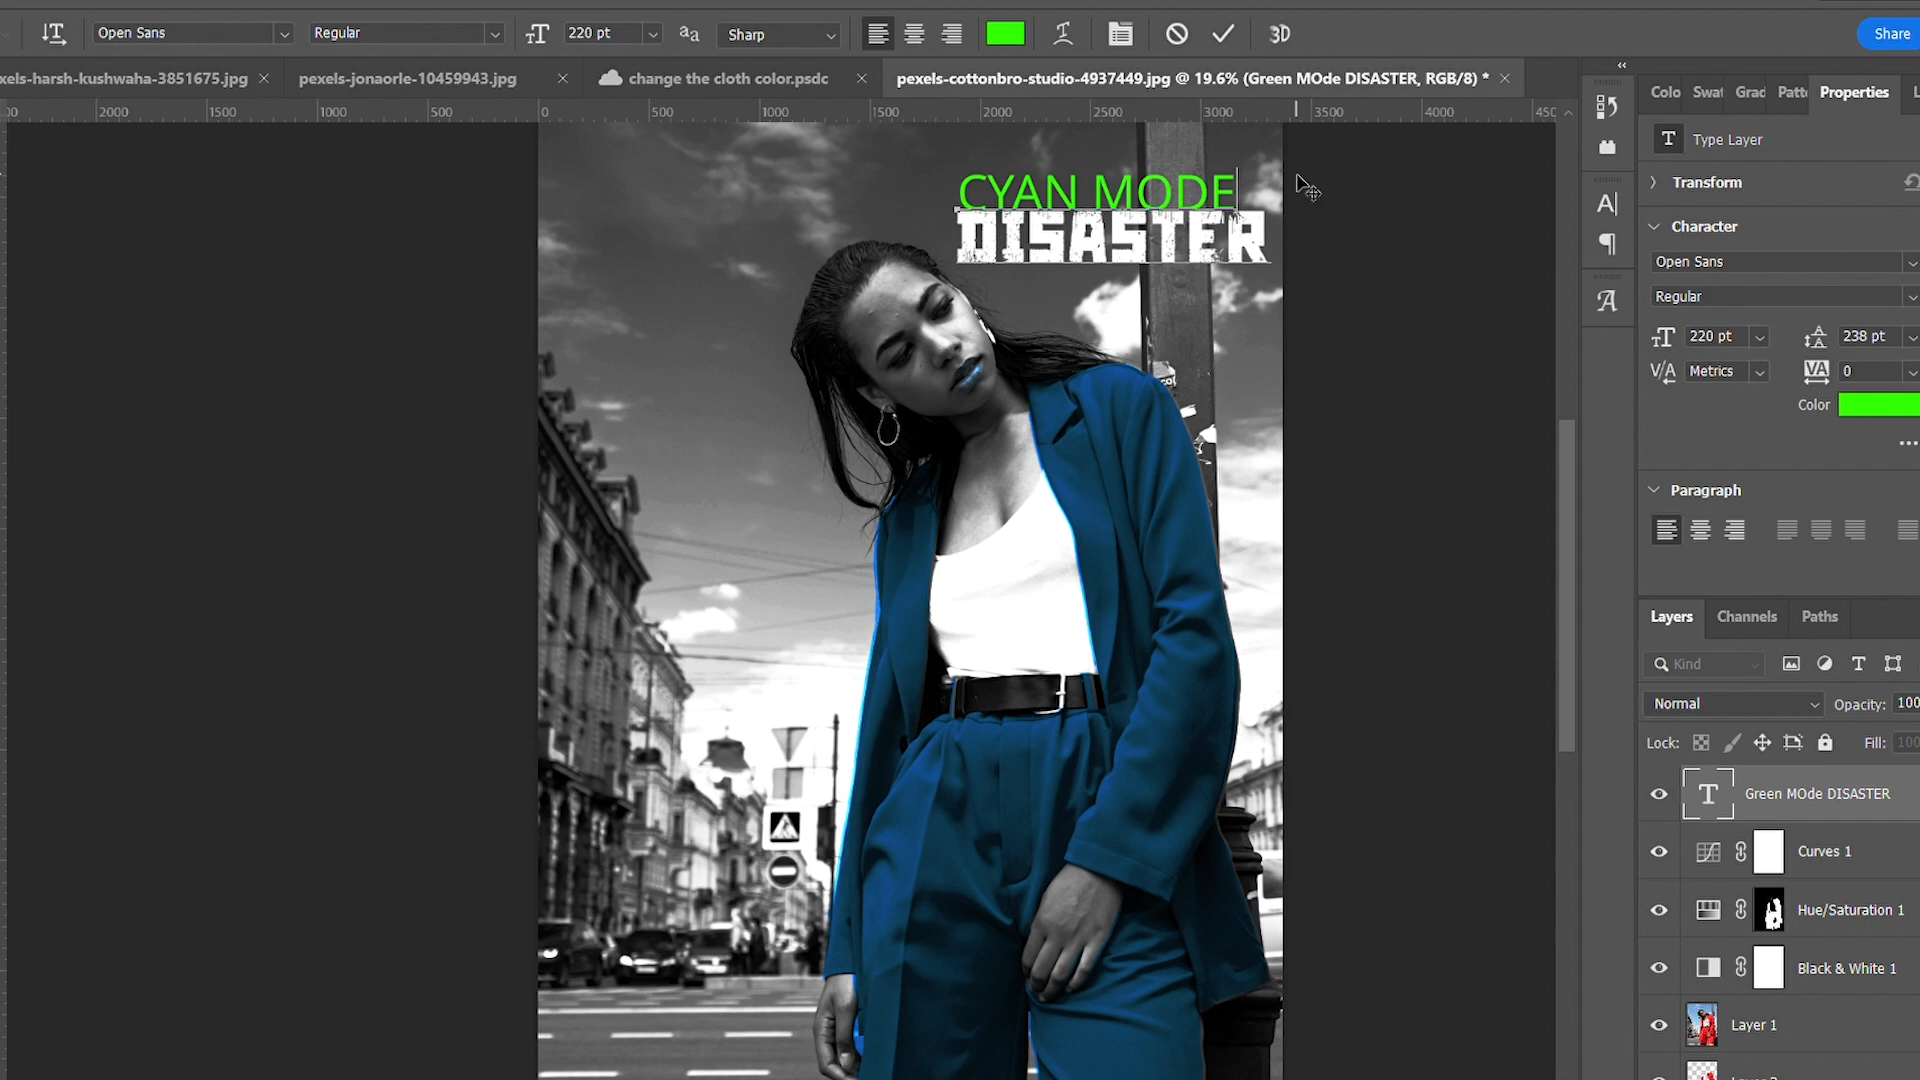 Open Sans
Regular
220 pt
aa
Sharp
3D
Share
xels-harsh-kushwaha-3851675.jpg
pexels-jonaorle-10459943.jpg
change the cloth color.psdc
pexels-cottonbro-studio-4937449.jpg @ 19.6% (Green MOde DISASTER, RGB/8) *
2000
1500
1000
500
0
500
1000
1500
2000
2500
3000
3500
4000
Colo
Swat
Grad
Patte
Properties
Type Layer
Transform
Character
Open Sans
Regular
220 pt
238 pt
Metrics
0
Color
Paragraph
Layers
Channels
Paths
Kind
Normal
Opacity: 100
Lock:
Fill: 100
Green MOde DISASTER
Curves 1
Hue/Saturation 1
Black & White 1
Layer 1
CYAN MODE
DISASTER